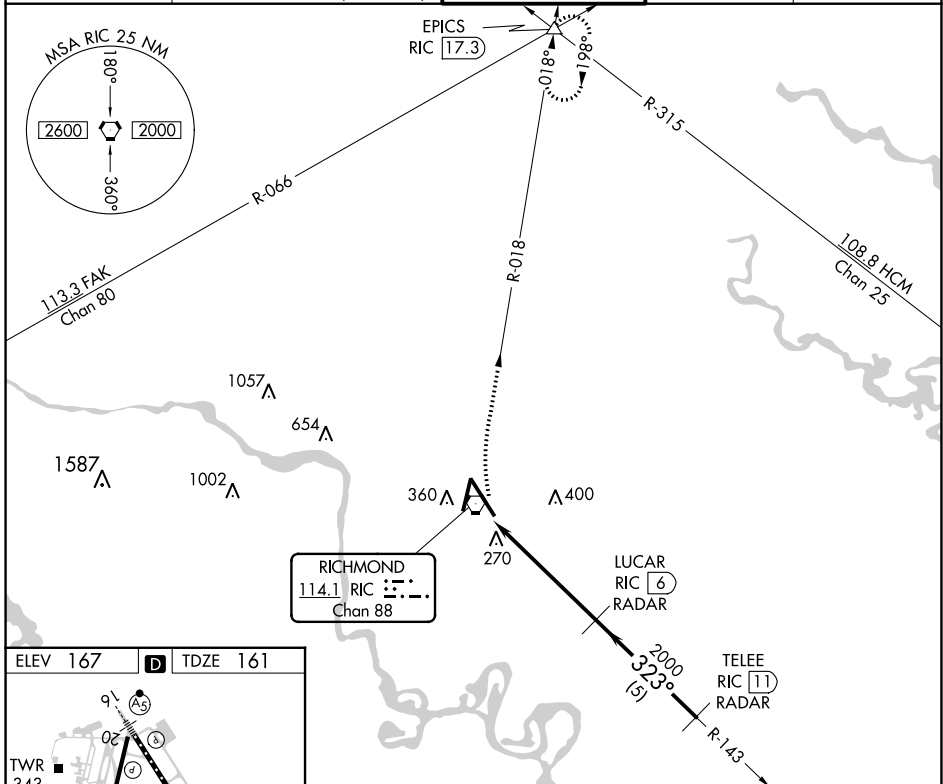 EPICS
RIC 17.3
MSA RIC 25 NM
180°
2600
2000
360°
018°
198°
R-315
R-066
R-018
108.8 HCM
Chan 25
113.3 FAK
Chan 80
1057
654
1587
1002
360
400
270
RICHMOND
114.1 RIC
Chan 88
LUCAR
RIC 6
RADAR
2000
323°
(5)
TELEE
RIC 11
RADAR
R-143
ELEV 167 D TDZE 161
16
A5
20
P
P
TWR